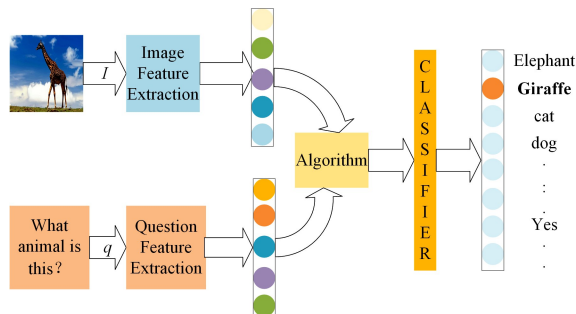 I
Image
Feature
Extraction
What
animal is
this?
q
Question
Feature
Extraction
Algorithm
C
L
A
S
S
I
F
I
E
R
Elephant
Giraffe
cat
dog
.
:
.
Yes
.
.